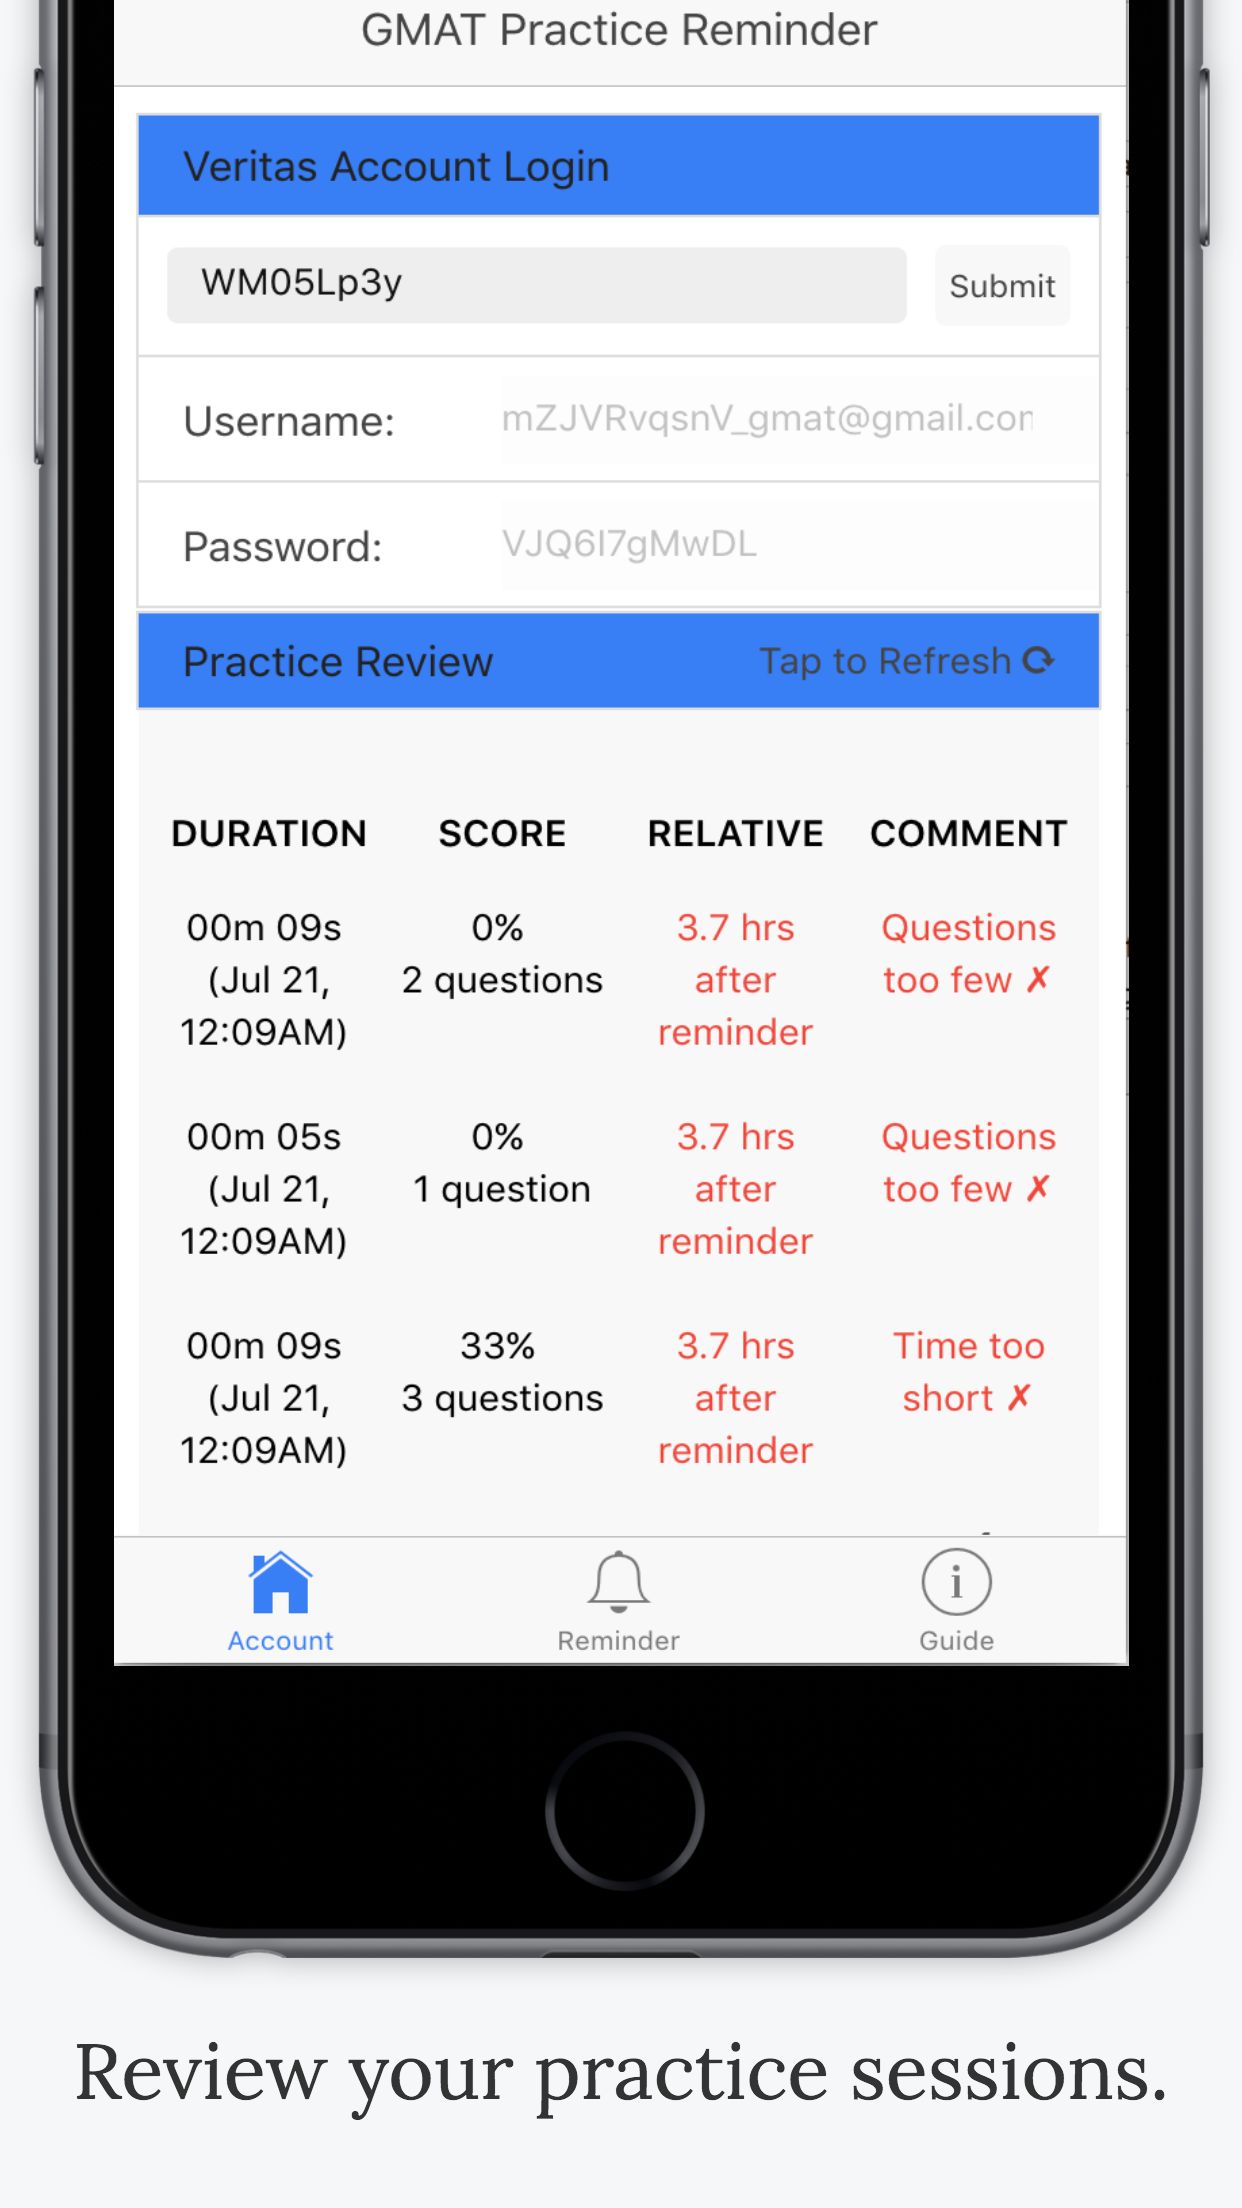 GMAT Practice Reminder
Veritas Account Login
WM05Lp3y
Submit
Username: mZJVRvqsnV_gmat@gmail.con
Password: VJQ6I7gMwDL
Practice Review Tap to Refresh ⟳
DURATION SCORE RELATIVE COMMENT
00m 09s 0% 3.7 hrs Questions
(Jul 21, 2 questions after too few ✗
12:09AM) reminder
00m 05s 0% 3.7 hrs Questions
(Jul 21, 1 question after too few ✗
12:09AM) reminder
00m 09s 33% 3.7 hrs Time too
(Jul 21, 3 questions after short ✗
12:09AM) reminder
Account Reminder Guide
Review your practice sessions.